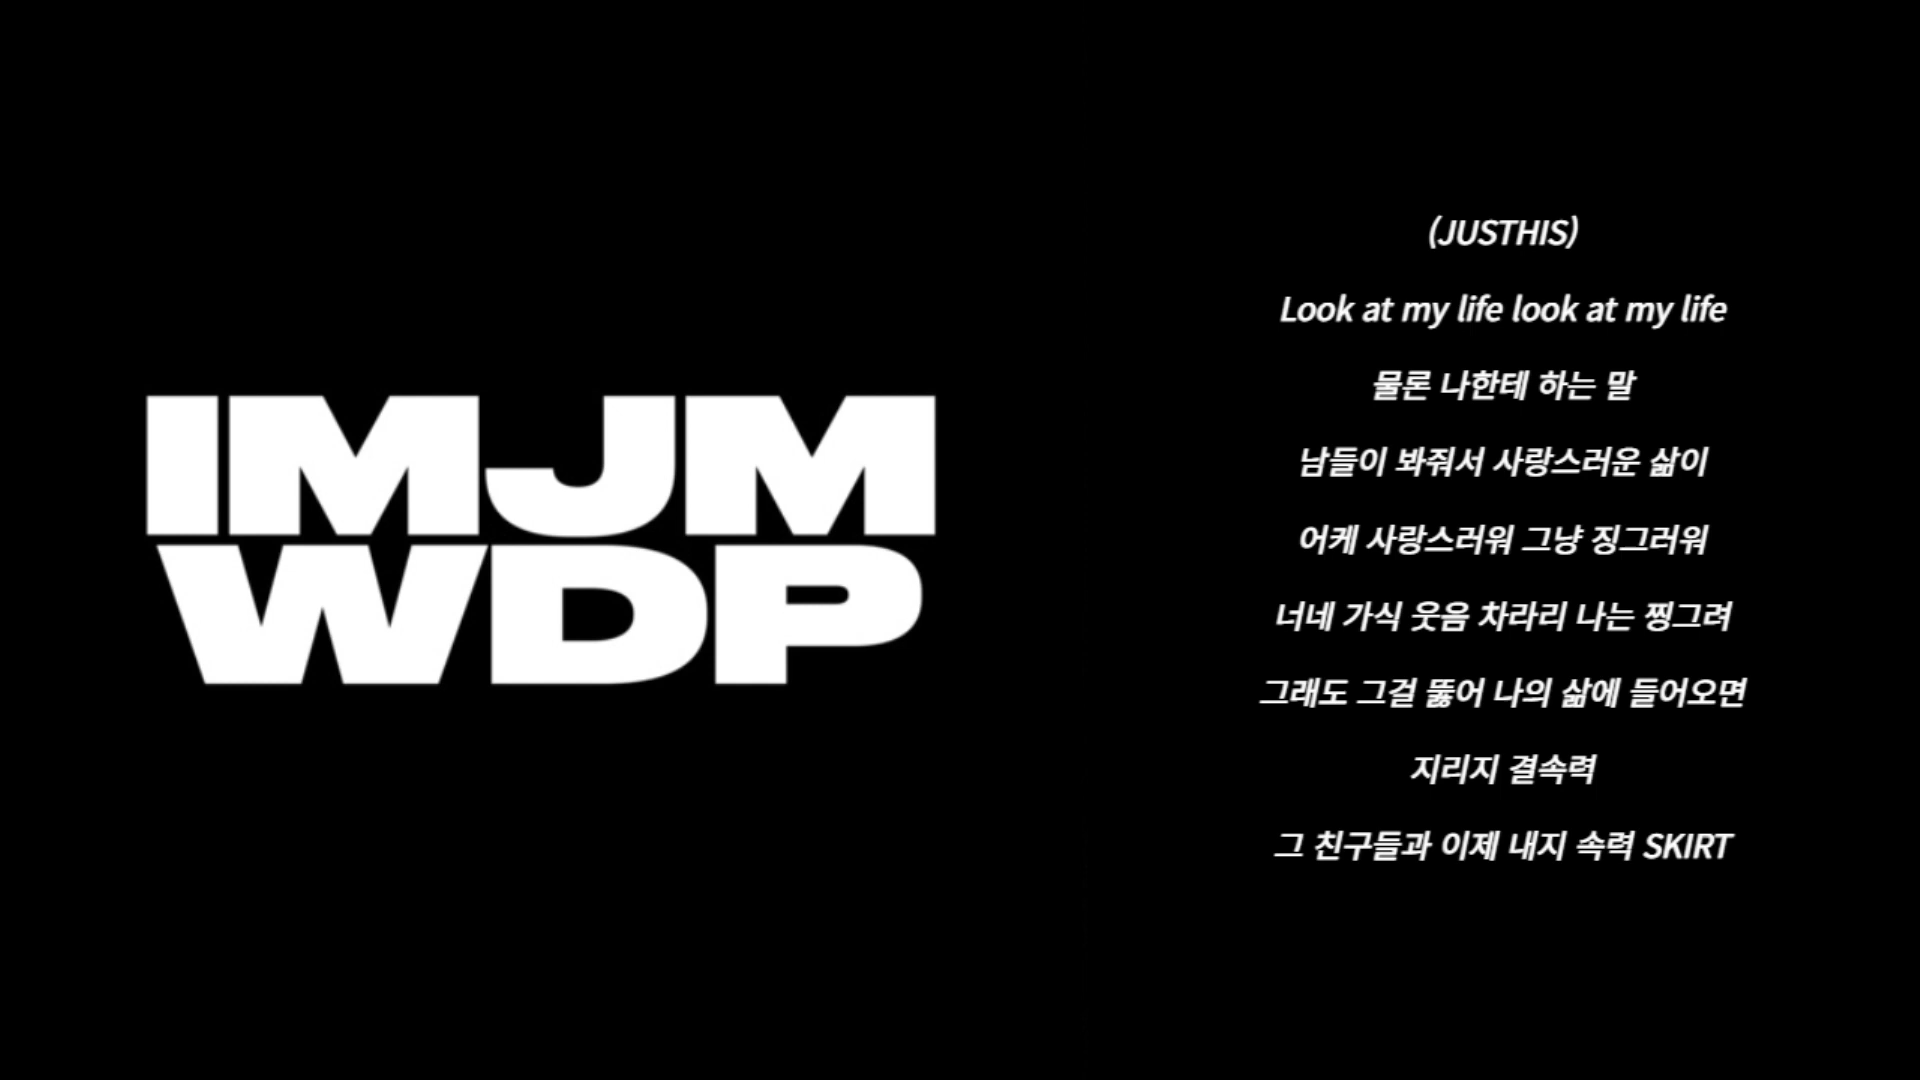 IMJM
WDP
(JUSTHIS)
Look at my life look at my life
물론 나한테 하는 말
남들이 봐줘서 사랑스러운 삶이
어케 사랑스러워 그냥 징그러워
너네 가식 웃음 차라리 나는 찡그려
그래도 그걸 뚫어 나의 삶에 들어오면
지리지 결속력
그 친구들과 이제 내지 속력 SKIRT